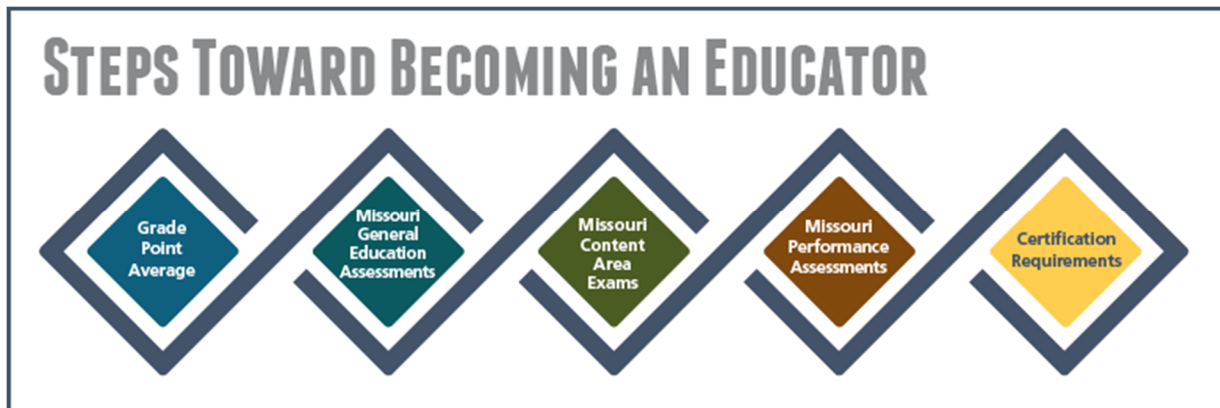 STEPS TOWARD BECOMING AN EDUCATOR
Grade
Point
Average
Missouri
General
Education
Assessments
Missouri
Content
Area
Exams
Missouri
Performance
Assessments
Certification
Requirements